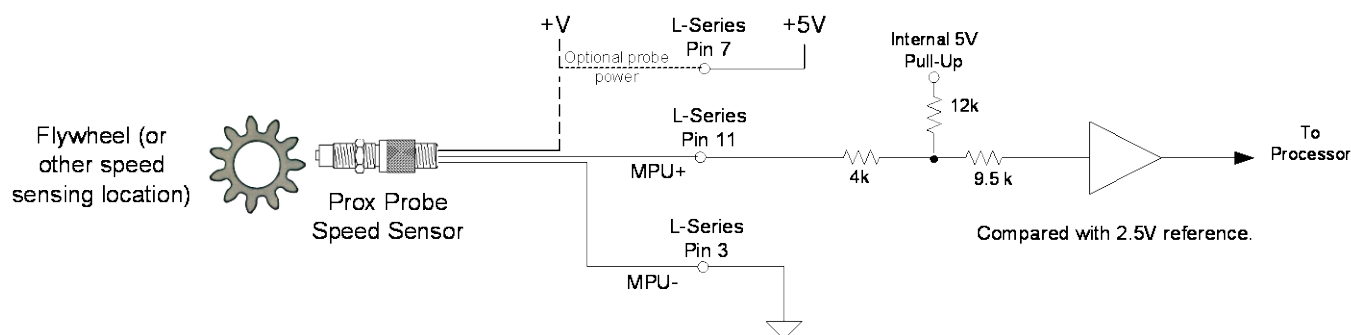 +V
L-Series
Pin 7
+5V
Optional probe
power
Internal 5V
Pull-Up
12k
Flywheel (or
other speed
sensing location)
L-Series
Pin 11
MPU+
4k
9.5 k
To
Processor
Prox Probe
Speed Sensor
Compared with 2.5V reference.
L-Series
Pin 3
MPU-